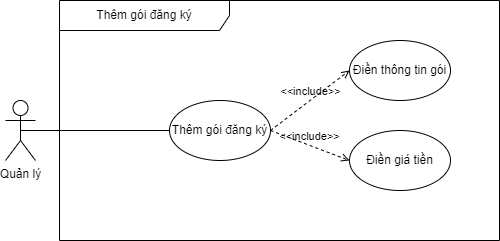 Thêm gói đăng ký
Điền thông tin gói
<<include>>
Thêm gói đăng ký
<<include>>
Điền giá tiền
Quản lý